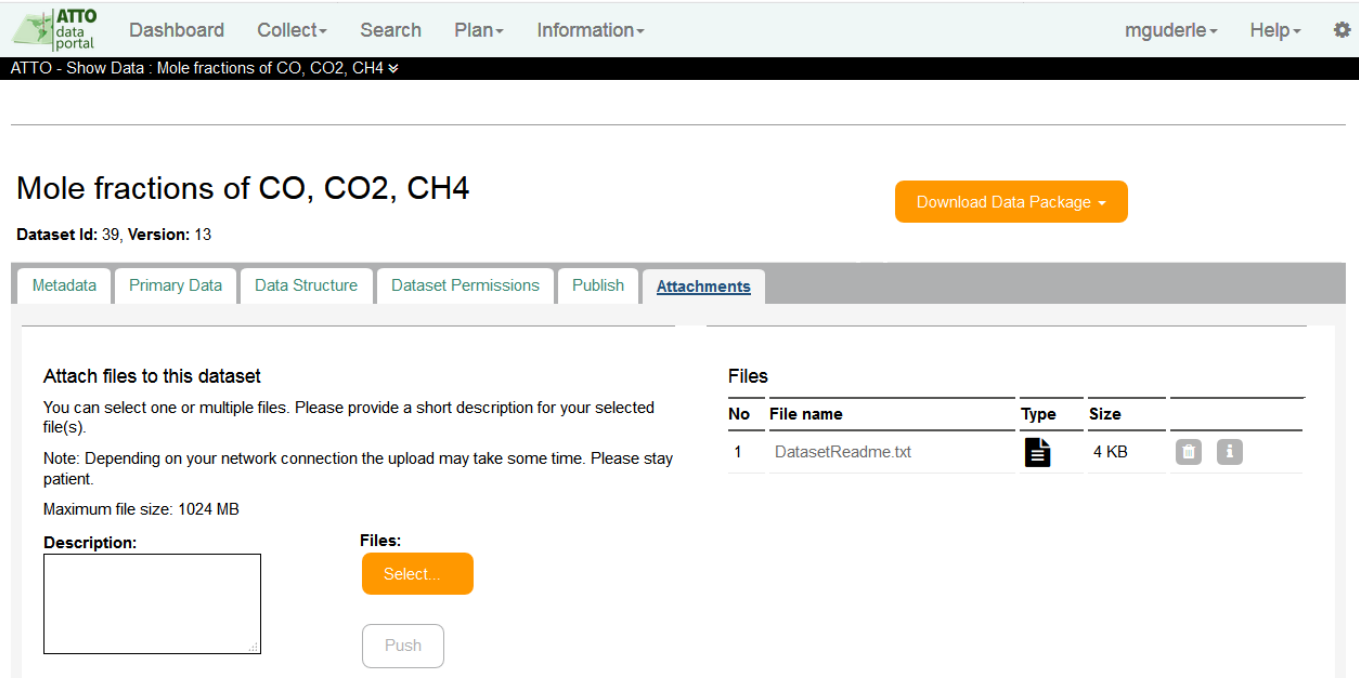 ATTO
data
portal
Dashboard Collect Search Plan Information mguderle Help
ATTO - Show Data : Mole fractions of CO, CO2, CH4
Mole fractions of CO, CO2, CH4
Download Data Package
Dataset Id: 39, Version: 13
Metadata Primary Data Data Structure Dataset Permissions Publish Attachments
Attach files to this dataset
You can select one or multiple files. Please provide a short description for your selected
file(s).
Note: Depending on your network connection the upload may take some time. Please stay
patient.
Maximum file size: 1024 MB
Description:
Files:
Select...
Push
Files
No File name Type Size
1 DatasetReadme.txt 4 KB